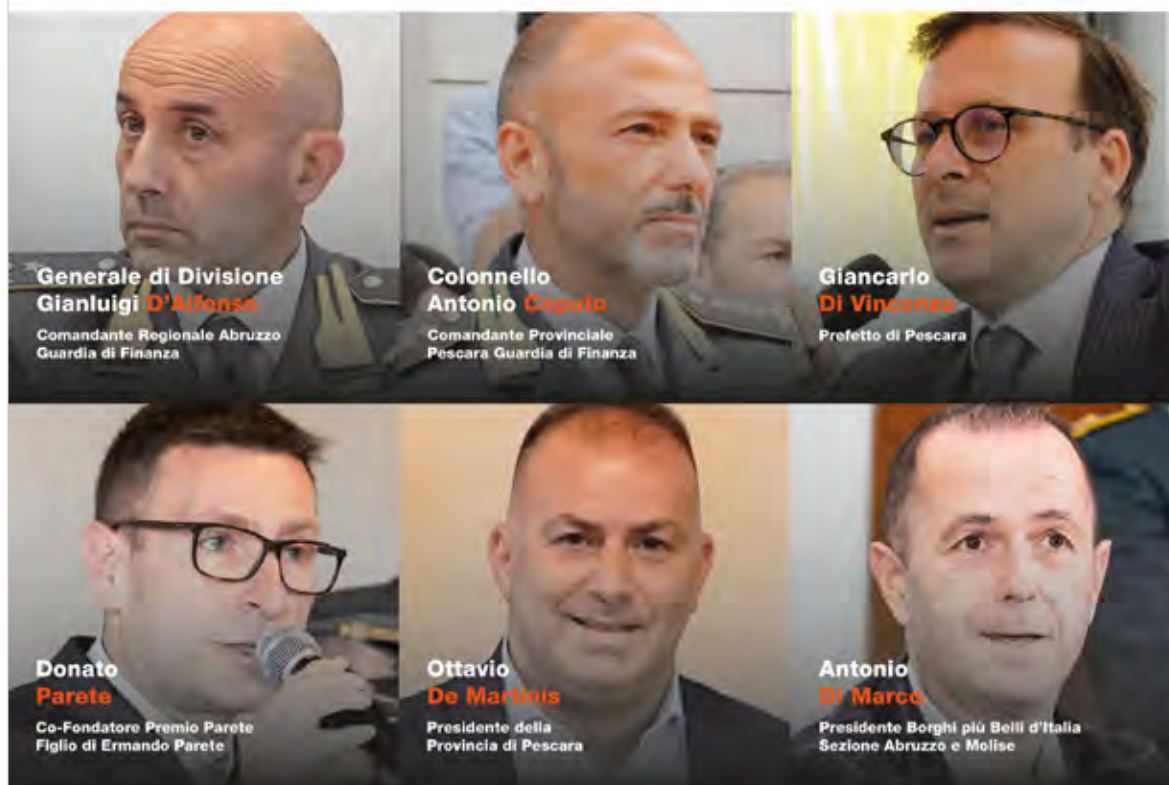 Generale di Divisione
Gianluigi D'Alfonso
Comandante Regionale Abruzzo
Guardia di Finanza
Colonnello
Antonio Caputo
Comandante Provinciale
Pescara Guardia di Finanza
Giancarlo
Di Vincenzo
Prefetto di Pescara
Donato
Parete
Co-Fondatore Premio Parete
Figlio di Ermando Parete
Ottavio
De Martinis
Presidente della
Provincia di Pescara
Antonio
Di Marco
Presidente Borghi più Belli d'Italia
Sezione Abruzzo e Molise